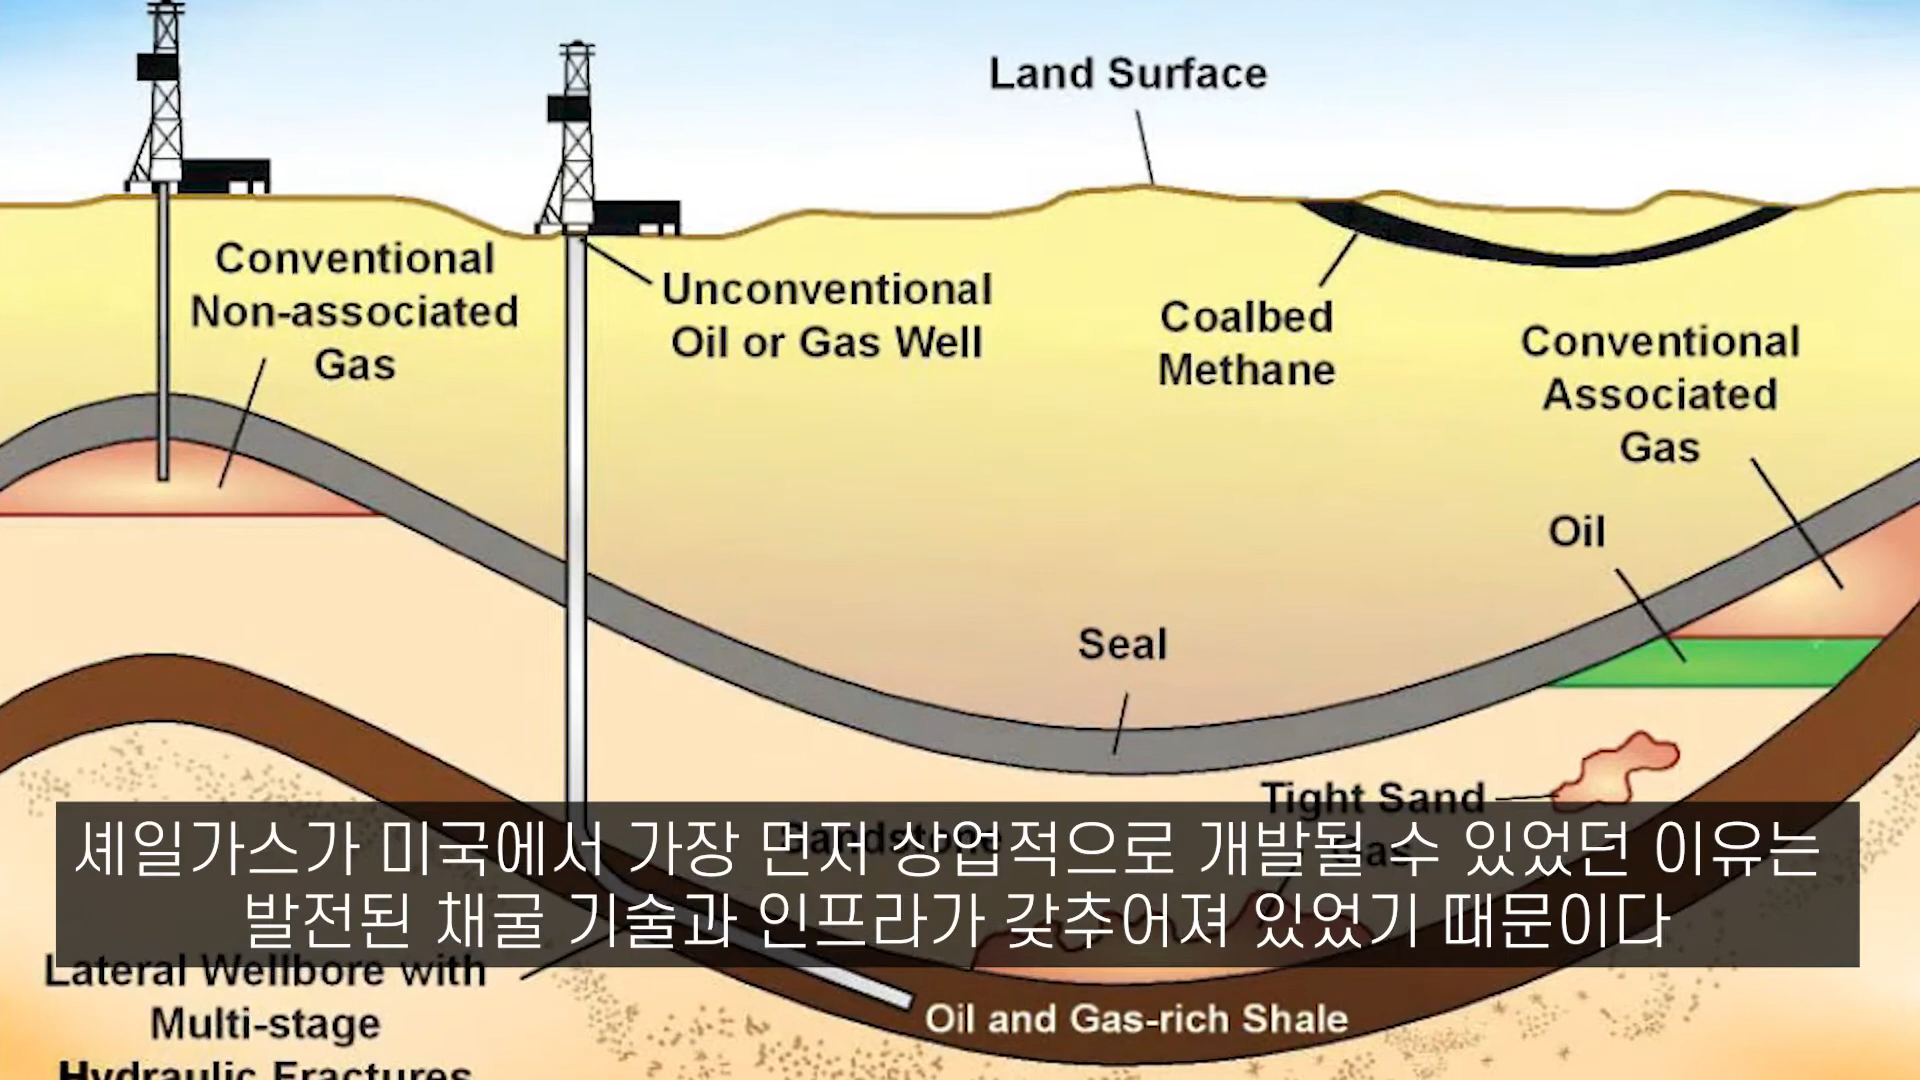 Land Surface
Conventional
Non-associated
Gas
Unconventional
Oil or Gas Well
Coalbed
Methane
Conventional
Associated
Gas
Oil
Seal
Tight Sand
Gas
Sandstone
셰일가스가 미국에서 가장 먼저 상업적으로 개발될 수 있었던 이유는
발전된 채굴 기술과 인프라가 갖추어져 있었기 때문이다
Lateral Wellbore with
Multi-stage
Hydraulic Fractures
Oil and Gas-rich Shale